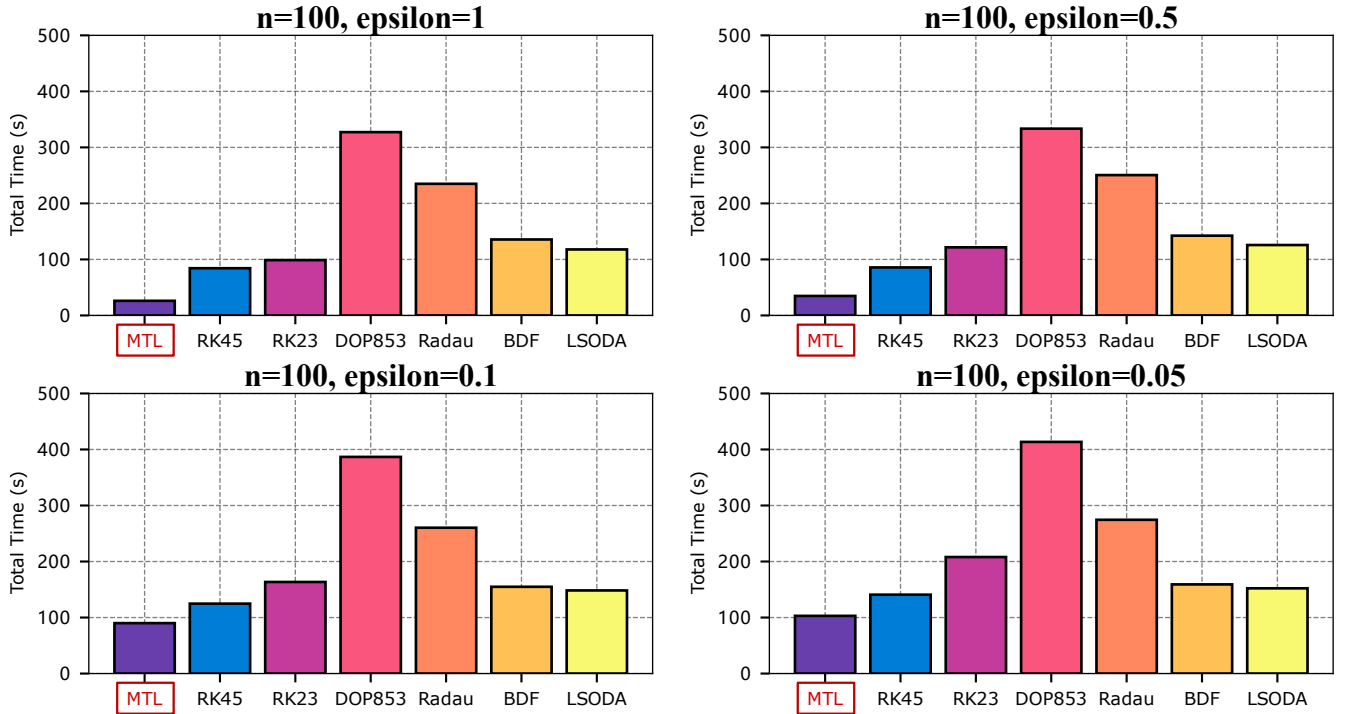 n=100, epsilon=1
Total Time (s)
500
400
300
200
100
0
MTL RK45 RK23 DOP853 Radau BDF LSODA
n=100, epsilon=0.5
Total Time (s)
500
400
300
200
100
0
MTL RK45 RK23 DOP853 Radau BDF LSODA
n=100, epsilon=0.1
Total Time (s)
500
400
300
200
100
0
MTL RK45 RK23 DOP853 Radau BDF LSODA
n=100, epsilon=0.05
Total Time (s)
500
400
300
200
100
0
MTL RK45 RK23 DOP853 Radau BDF LSODA